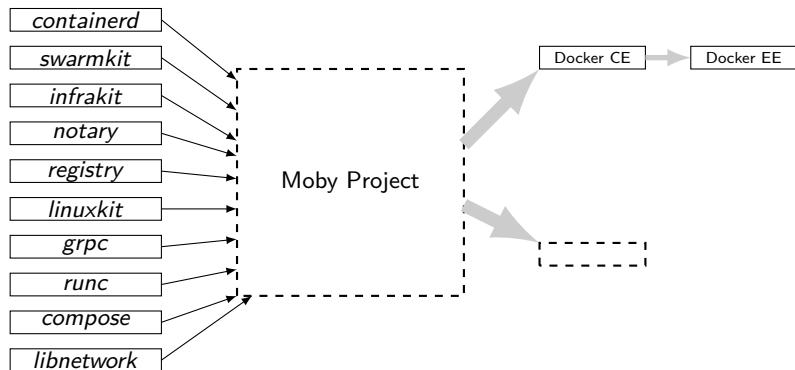 containerd
swarmkit
infrakit
notary
registry
linuxkit
grpc
runc
compose
libnetwork
Moby Project
Docker CE
Docker EE